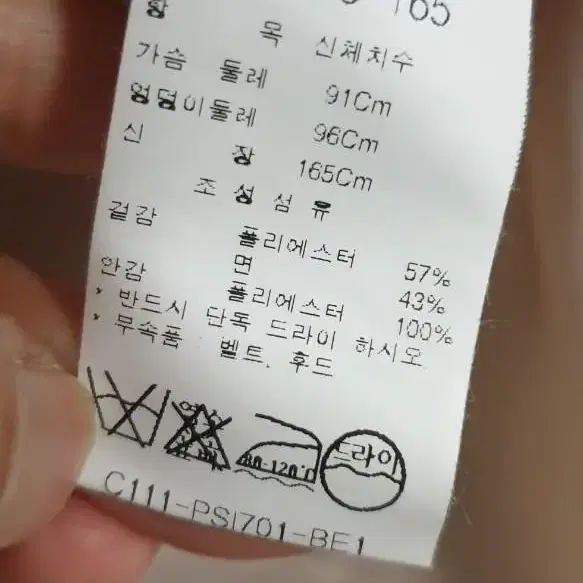 165
항 목 신체치수
가슴 둘레 91Cm
엉덩이둘레 96Cm
신 장 165Cm
조성섬유
겉감 폴리에스터 57%
면 43%
안감 폴리에스터 100%
* 반드시 단독 드라이 하시오
* 부속품 : 벨트, 후드
80-120℃ 드라이
C111-PSI701-BE1